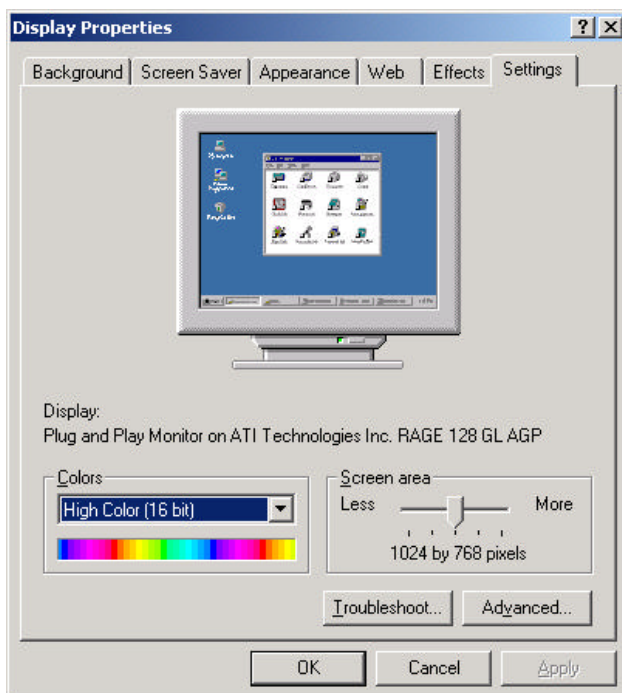 Display Properties
Background Screen Saver Appearance Web Effects Settings
Display:
Plug and Play Monitor on ATI Technologies Inc. RAGE 128 GL AGP
Colors
High Color (16 bit)
Screen area
Less More
1024 by 768 pixels
Troubleshoot... Advanced...
OK Cancel Apply